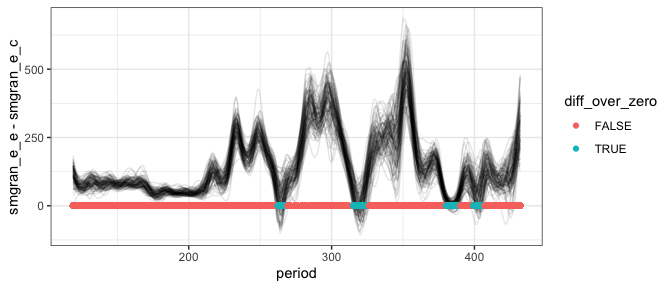 smgran_e_e - smgran_e_c
500
250
0
200
300
400
period
diff_over_zero
FALSE
TRUE